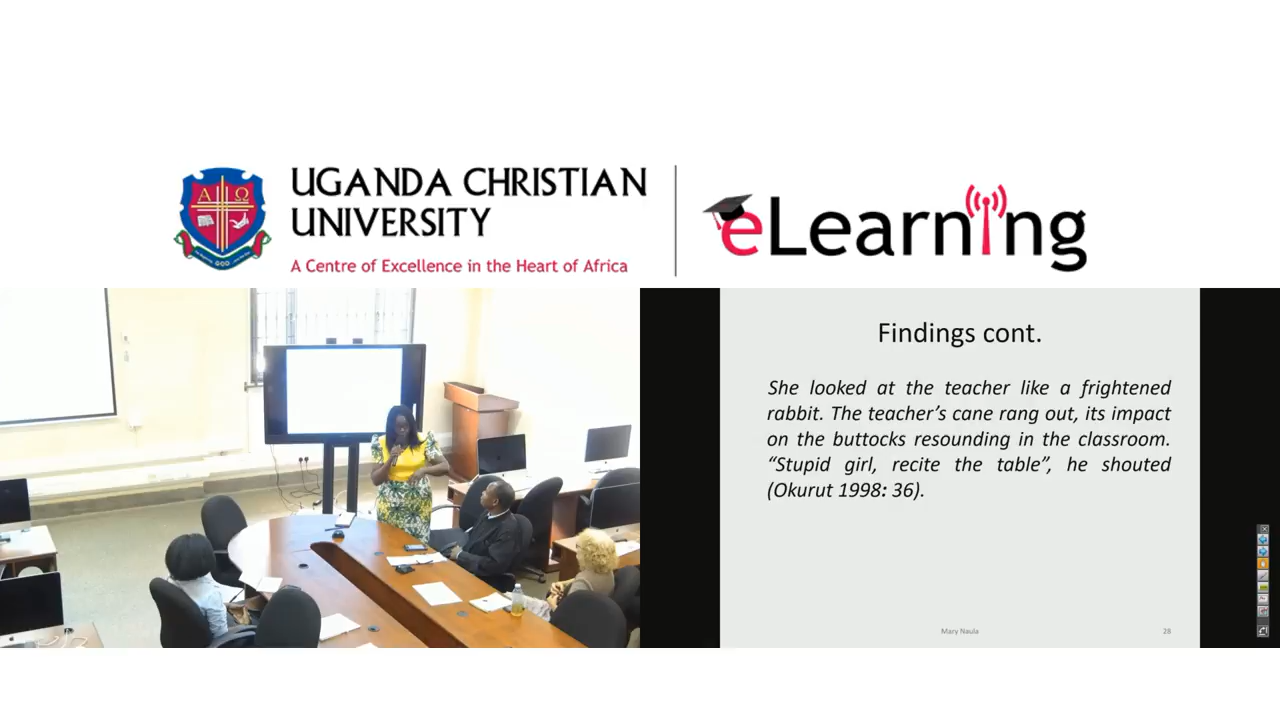 UGANDA CHRISTIAN
UNIVERSITY
A Centre of Excellence in the Heart of Africa
eLearning
Α Ω
Findings cont.
She looked at the teacher like a frightened
rabbit. The teacher’s cane rang out, its impact
on the buttocks resounding in the classroom.
“Stupid girl, recite the table”, he shouted
(Okurut 1998: 36).
Mary Naula
28